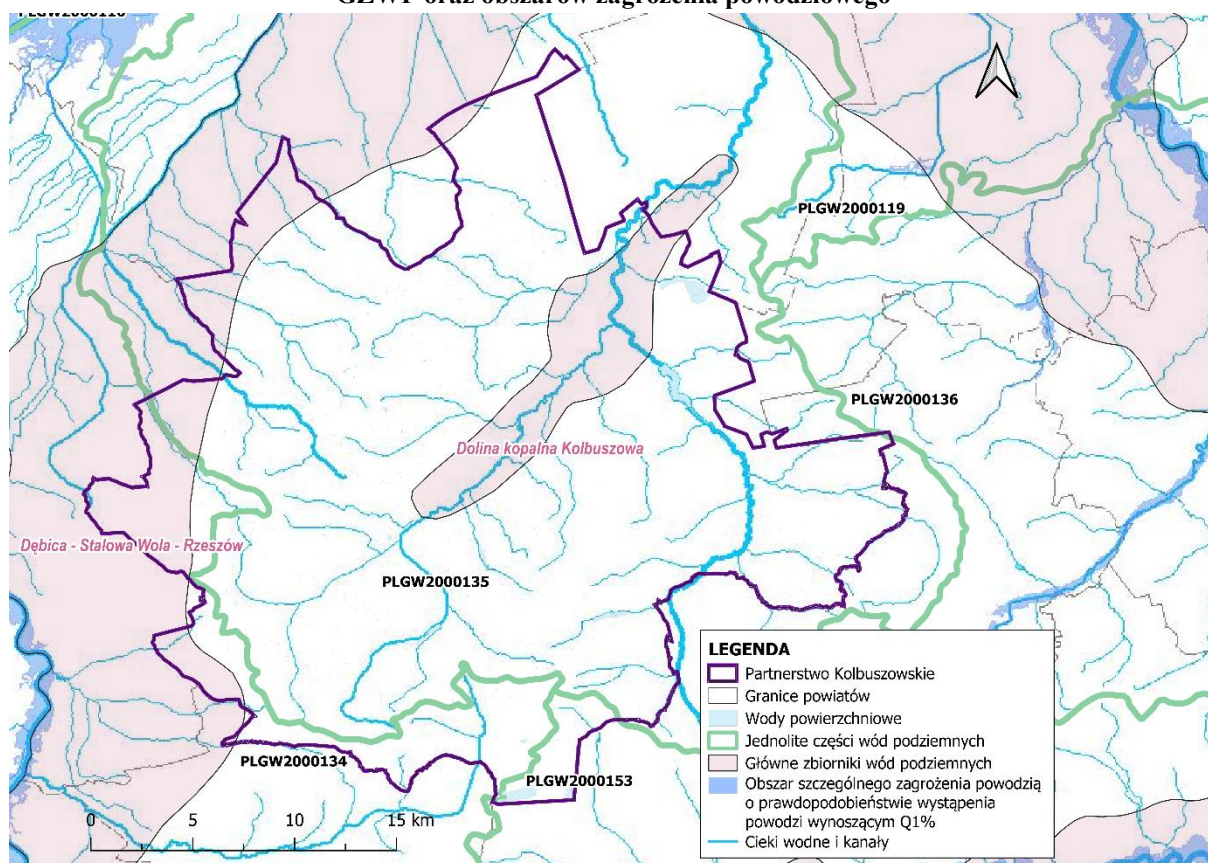 GZWP oraz obszarów zagrożenia powodziowego
PLGW2000119
PLGW2000136
Dolina kopalna Kolbuszowa
Dębica - Stalowa Wola - Rzeszów
PLGW2000135
PLGW2000134
PLGW2000153
0 5 10 15 km
LEGENDA
Partnerstwo Kolbuszowskie
Granice powiatów
Wody powierzchniowe
Jednolite części wód podziemnych
Główne zbiorniki wód podziemnych
Obszar szczególnego zagrożenia powodzią
o prawdopodobieństwie wystąpenia
powodzi wynoszącym Q1%
Cieki wodne i kanały